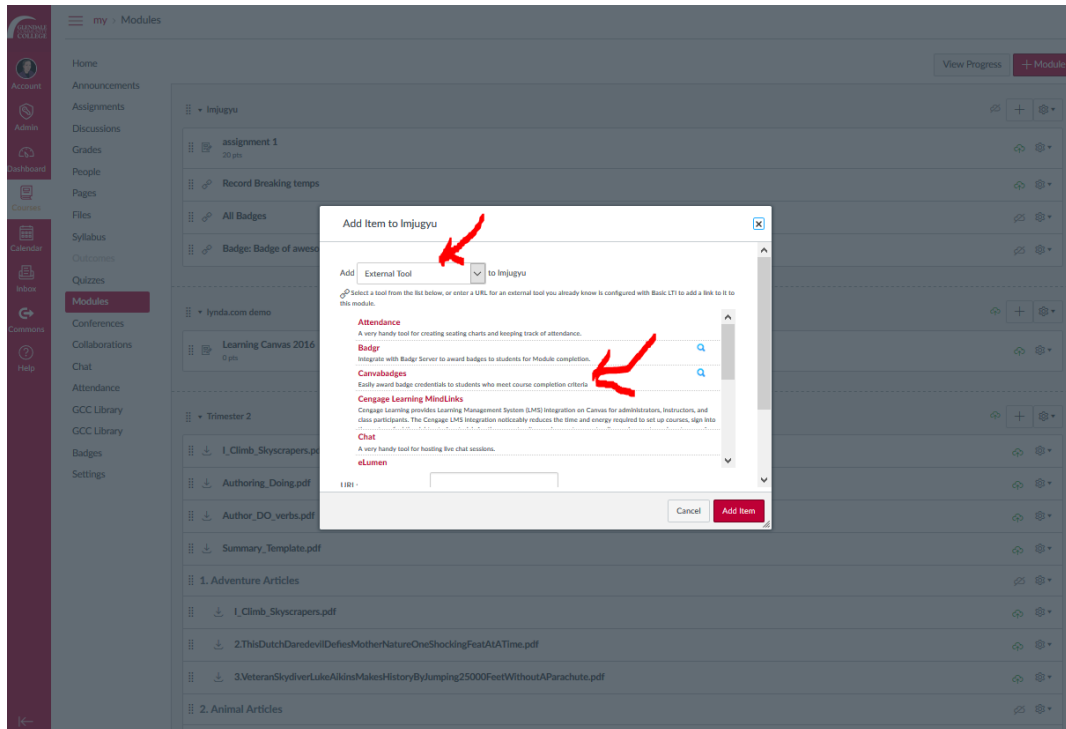 GLENDALE
COLLEGE
my > Modules
Account
Admin
Dashboard
Courses
Calendar
Inbox
Commons
Help
Home
Announcements
Assignments
Discussions
Grades
People
Pages
Files
Syllabus
Outcomes
Quizzes
Modules
Conferences
Collaborations
Chat
Attendance
GCC Library
GCC Library
Badges
Settings
View Progress
+ Module
Imjugyu
assignment 1
20 pts
Record Breaking temps
All Badges
Badge: Badge of aweso
lynda.com demo
Learning Canvas 2016
0 pts
Trimester 2
I_Climb_Skyscrapers.p
Authoring_Doing.pdf
Author_DO_verbs.pdf
Summary_Template.pdf
1. Adventure Articles
I_Climb_Skyscrapers.pdf
2.ThisDutchDaredevilDefiesMotherNatureOneShockingFeatAtATime.pdf
3.VeteranSkydiverLukeAikinsMakesHistoryByJumping25000FeetWithoutAParachute.pdf
2. Animal Articles
Add Item to Imjugyu
Add External Tool to Imjugyu
Select a tool from the list below, or enter a URL for an external tool you already know is configured with Basic LTI to add a link to it to
this module.
Attendance
A very handy tool for creating seating charts and keeping track of attendance.
Badgr
Integrate with Badgr Server to award badges to students for Module completion.
Canvabadges
Easily award badge credentials to students who meet course completion criteria
Cengage Learning MindLinks
Cengage Learning provides Learning Management System (LMS) integration on Canvas for administrators, instructors, and
class participants. The Cengage LMS integration noticeably reduces the time and energy required to set up courses, sign into
Chat
A very handy tool for hosting live chat sessions.
eLumen
URL:
Cancel
Add Item